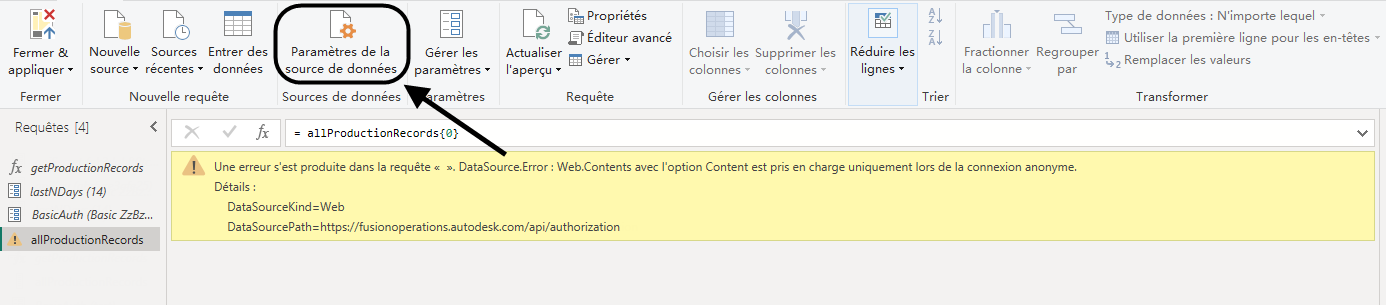 Fermer &
appliquer
Nouvelle
source
Sources
récentes
Entrer des
données
Paramètres de la
source de données
Gérer les
paramètres
Actualiser
l'aperçu
Propriétés
Éditeur avancé
Gérer
Choisir les
colonnes
Supprimer les
colonnes
Réduire les
lignes
Fractionner
la colonne
Regrouper
par
Type de données : N'importe lequel
Utiliser la première ligne pour les en-têtes
Remplacer les valeurs
Fermer
Nouvelle requête
Sources de données
Paramètres
Requête
Gérer les colonnes
Trier
Transformer
Requêtes [4]
fx
= allProductionRecords{0}
fx getProductionRecords
lastNDays (14)
BasicAuth (Basic ZzBz...
allProductionRecords
Une erreur s'est produite dans la requête «  ». DataSource.Error : Web.Contents avec l'option Content est pris en charge uniquement lors de la connexion anonyme.
Détails :
DataSourceKind=Web
DataSourcePath=https://fusionoperations.autodesk.com/api/authorization